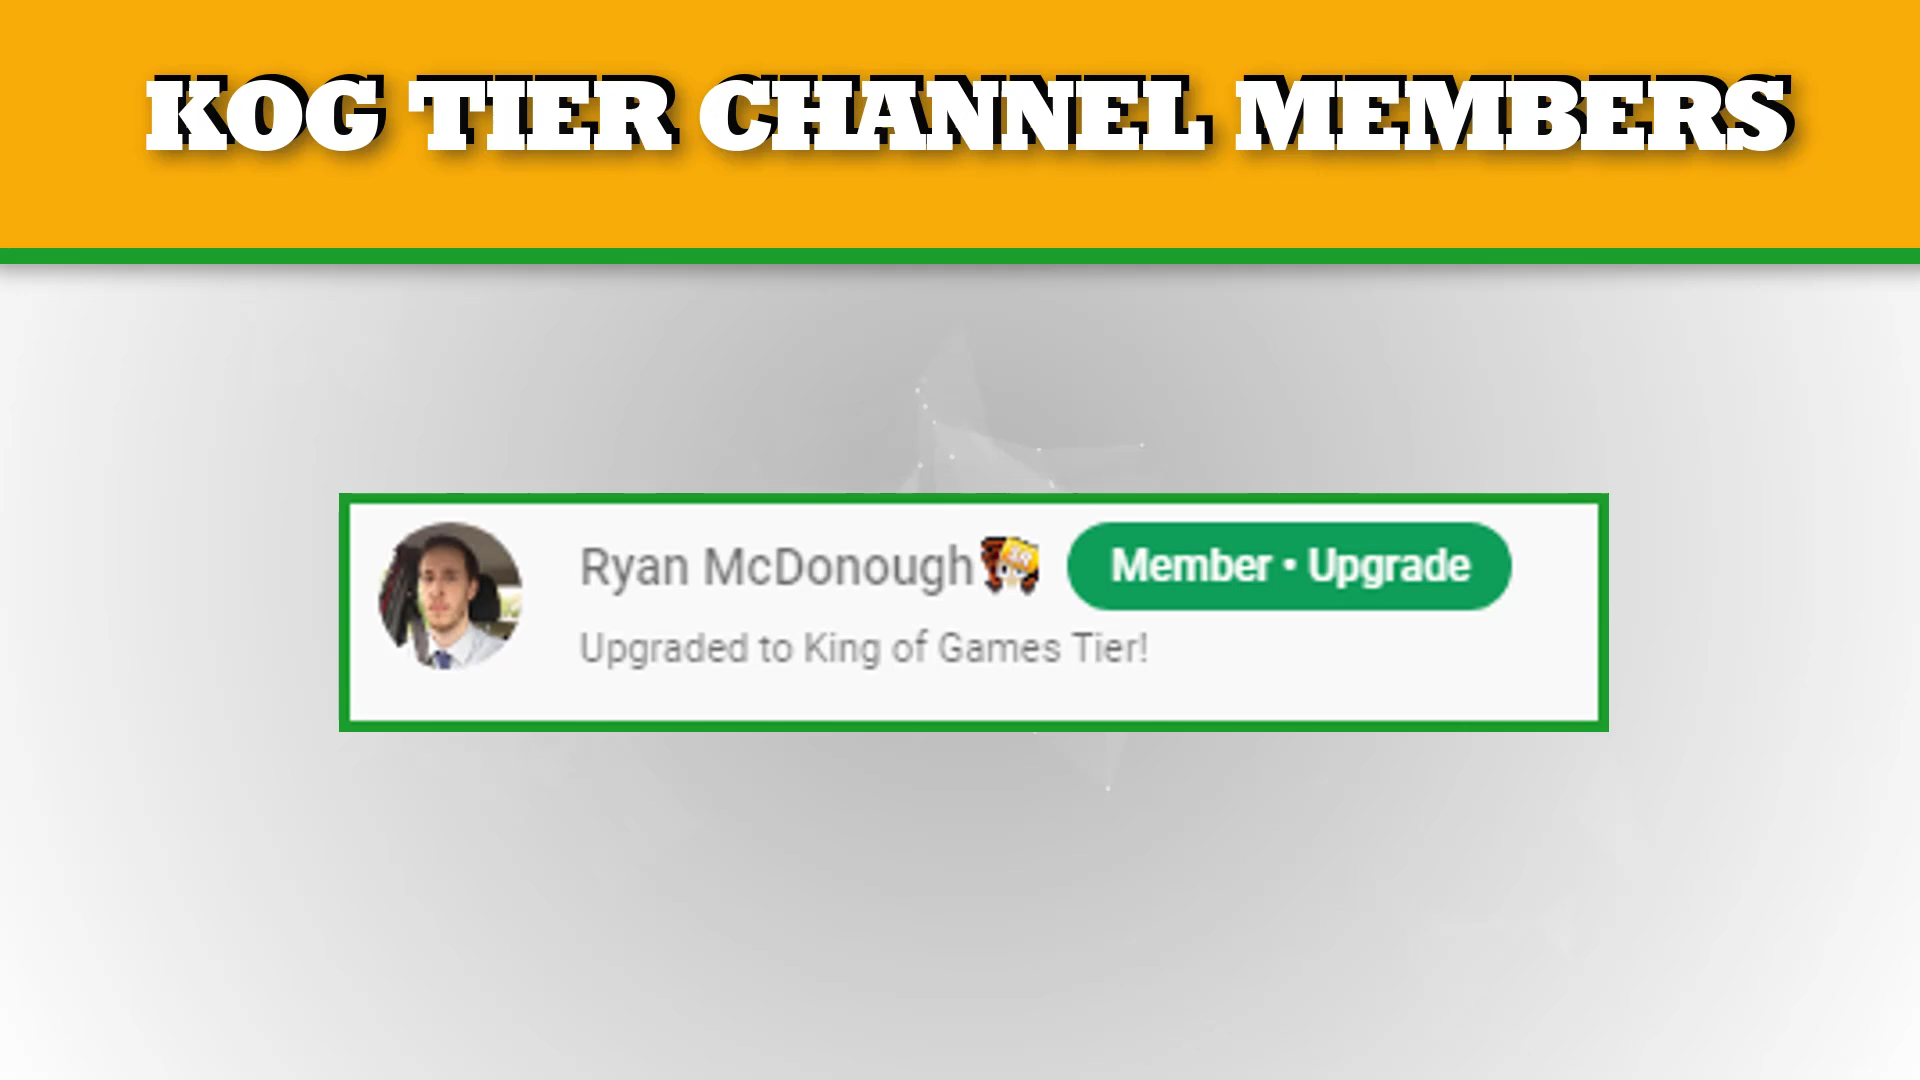 KOG TIER CHANNEL MEMBERS
Ryan McDonough Member • Upgrade
Upgraded to King of Games Tier!